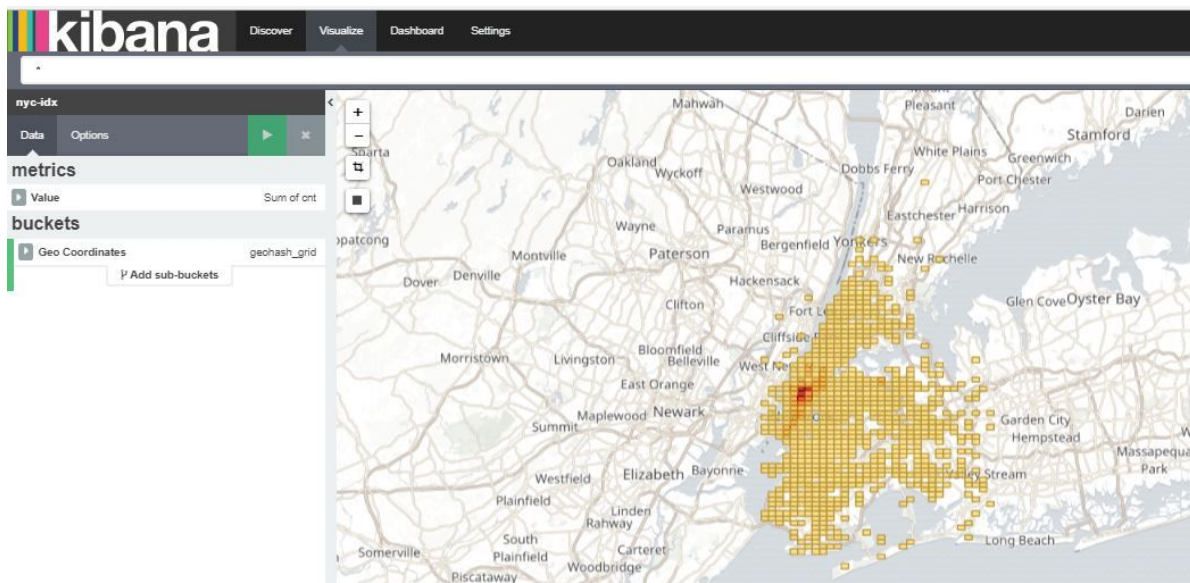 kibana
Discover Visualize Dashboard Settings
*
nyc-idx
Data Options
metrics
Value Sum of cnt
buckets
Geo Coordinates geohash_grid
Add sub-buckets
+
−
Mahwah
Pleasant
Darien
Stamford
Sparta
Oakland
Wyckoff
Dobbs Ferry
White Plains
Greenwich
Port Chester
Westwood
Eastchester
Harrison
opatcong
Wayne
Paramus
Bergenfield
Yonkers
New Rochelle
Montville
Paterson
Dover
Denville
Hackensack
Clifton
Fort L
Glen Cove
Oyster Bay
Cliffside
Morristown
Livingston
Bloomfield
Belleville
West Ne
East Orange
Maplewood
Newark
Summit
Garden City
Hempstead
Massapequa
Park
Elizabeth
Bayonne
Valley Stream
Westfield
Plainfield
Linden
Rahway
Long Beach
Somerville
South
Plainfield
Carteret
Woodbridge
Piscataway